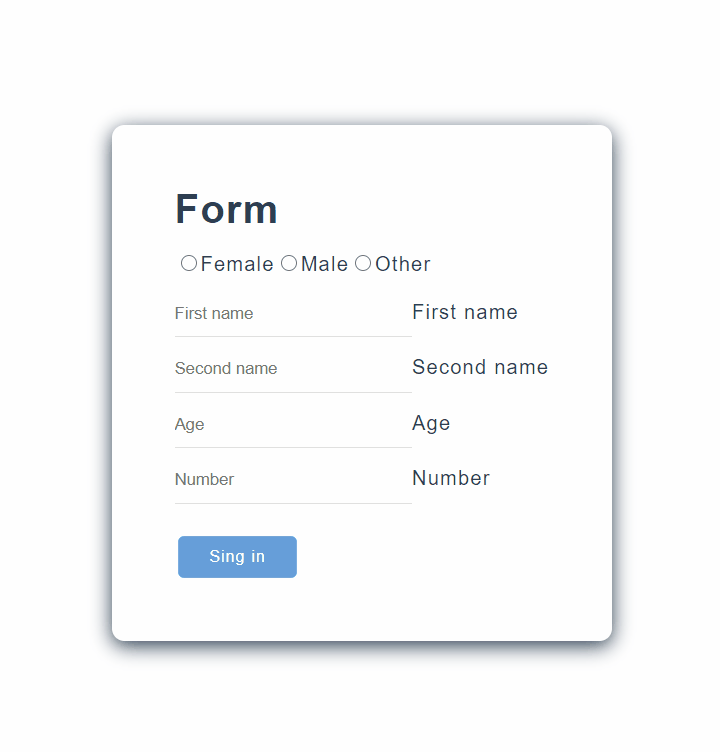 Form
Female Male Other
First name First name
Second name Second name
Age Age
Number Number
Sing in